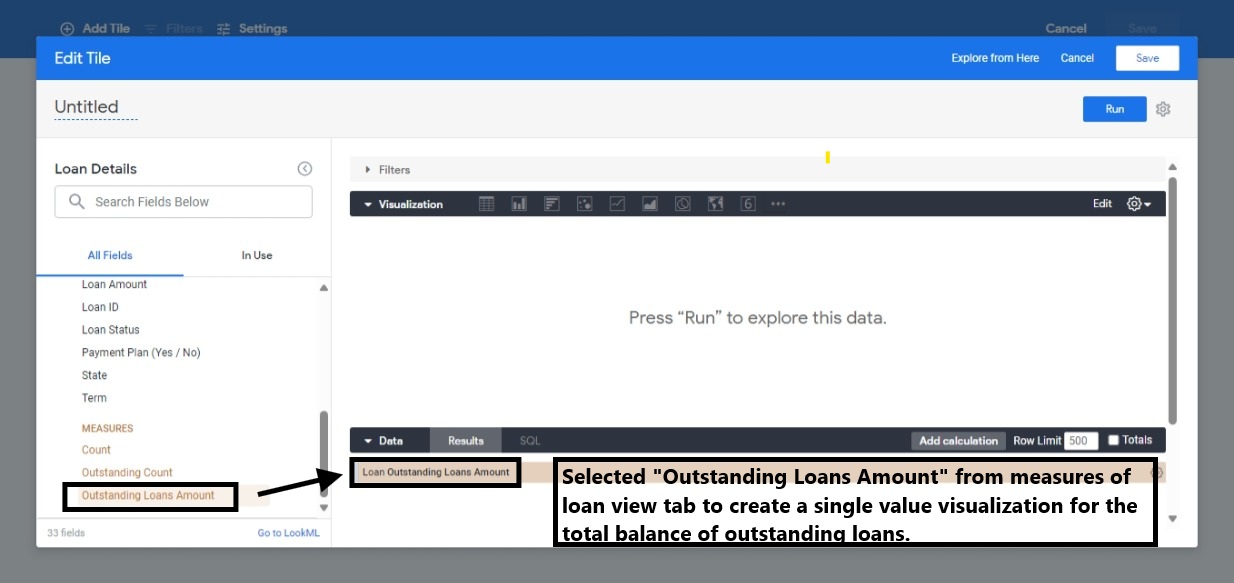 Add Tile Filters Settings Cancel Save
Edit Tile Explore from Here Cancel Save
Untitled Run
Loan Details
Search Fields Below
All Fields In Use
Loan Amount
Loan ID
Loan Status
Payment Plan (Yes / No)
State
Term
MEASURES
Count
Outstanding Count
Outstanding Loans Amount
33 fields Go to LookML
Filters
Visualization 6 Edit
Press “Run” to explore this data.
Data Results SQL Add calculation Row Limit 500 Totals
Loan Outstanding Loans Amount
Selected "Outstanding Loans Amount" from measures of
loan view tab to create a single value visualization for the
total balance of outstanding loans.